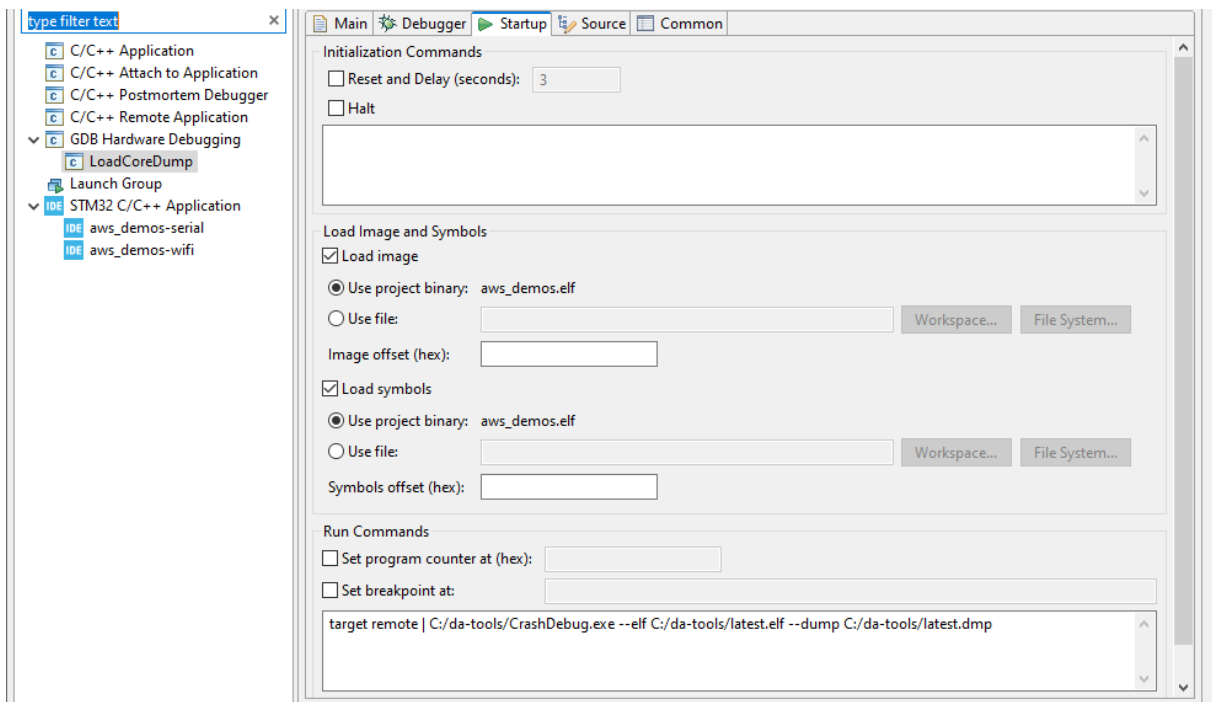 type filter text
C/C++ Application
C/C++ Attach to Application
C/C++ Postmortem Debugger
C/C++ Remote Application
GDB Hardware Debugging
LoadCoreDump
Launch Group
IDE STM32 C/C++ Application
IDE aws_demos-serial
IDE aws_demos-wifi
Main Debugger Startup Source Common
Initialization Commands
Reset and Delay (seconds): 3
Halt
Load Image and Symbols
Load image
Use project binary: aws_demos.elf
Use file: Workspace... File System...
Image offset (hex):
Load symbols
Use project binary: aws_demos.elf
Use file: Workspace... File System...
Symbols offset (hex):
Run Commands
Set program counter at (hex):
Set breakpoint at:
target remote | C:/da-tools/CrashDebug.exe --elf C:/da-tools/latest.elf --dump C:/da-tools/latest.dmp